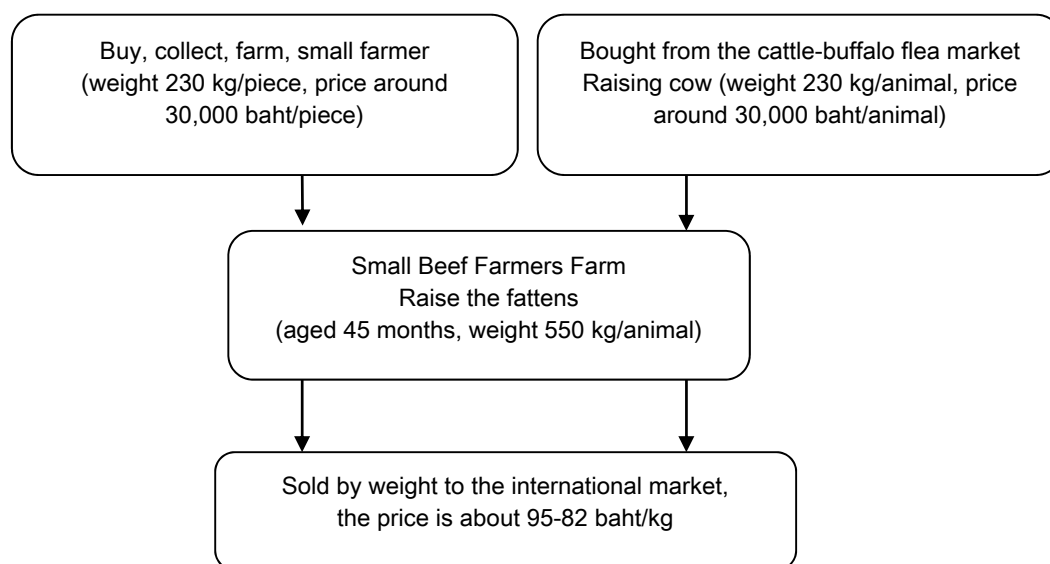 Buy, collect, farm, small farmer
(weight 230 kg/piece, price around
30,000 baht/piece)
Bought from the cattle-buffalo flea market
Raising cow (weight 230 kg/animal, price
around 30,000 baht/animal)
Small Beef Farmers Farm
Raise the fattens
(aged 45 months, weight 550 kg/animal)
Sold by weight to the international market,
the price is about 95-82 baht/kg